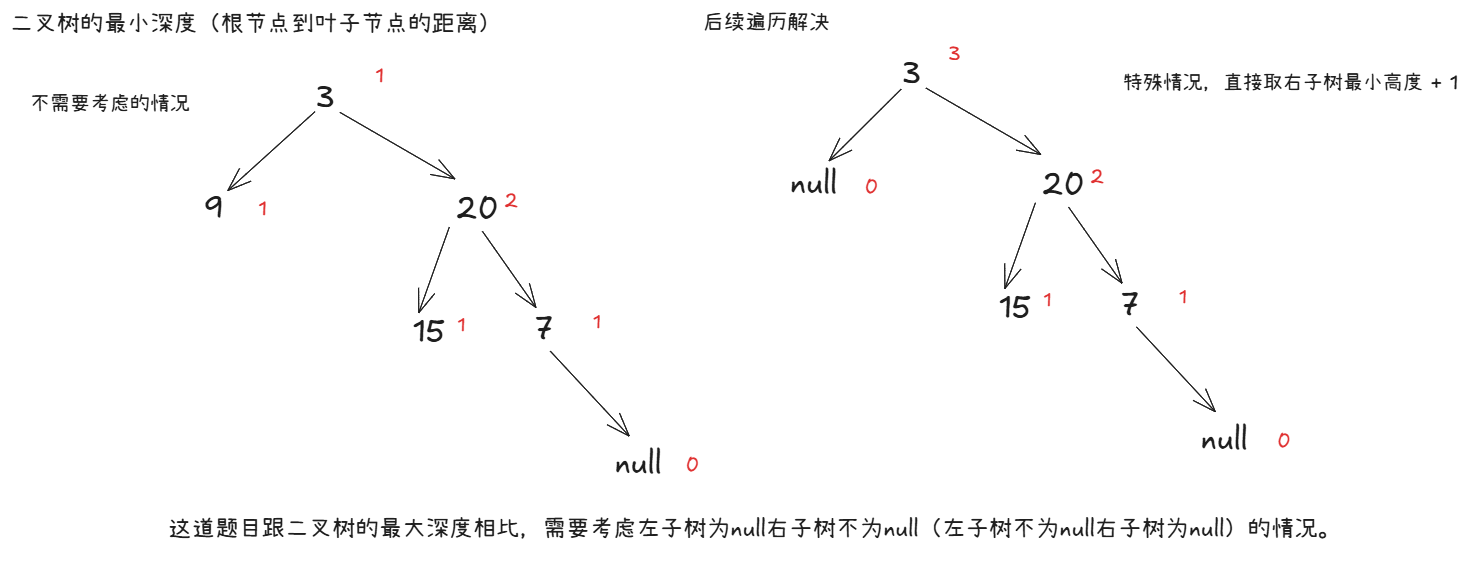 二叉树的最小深度（根节点到叶子节点的距离）
不需要考虑的情况
3 1
9 1
20 2
15 1
7 1
null 0
后续遍历解决
特殊情况，直接取右子树最小高度 + 1
3 3
null 0
20 2
15 1
7 1
null 0
这道题目跟二叉树的最大深度相比，需要考虑左子树为null右子树不为null（左子树不为null右子树为null）的情况。